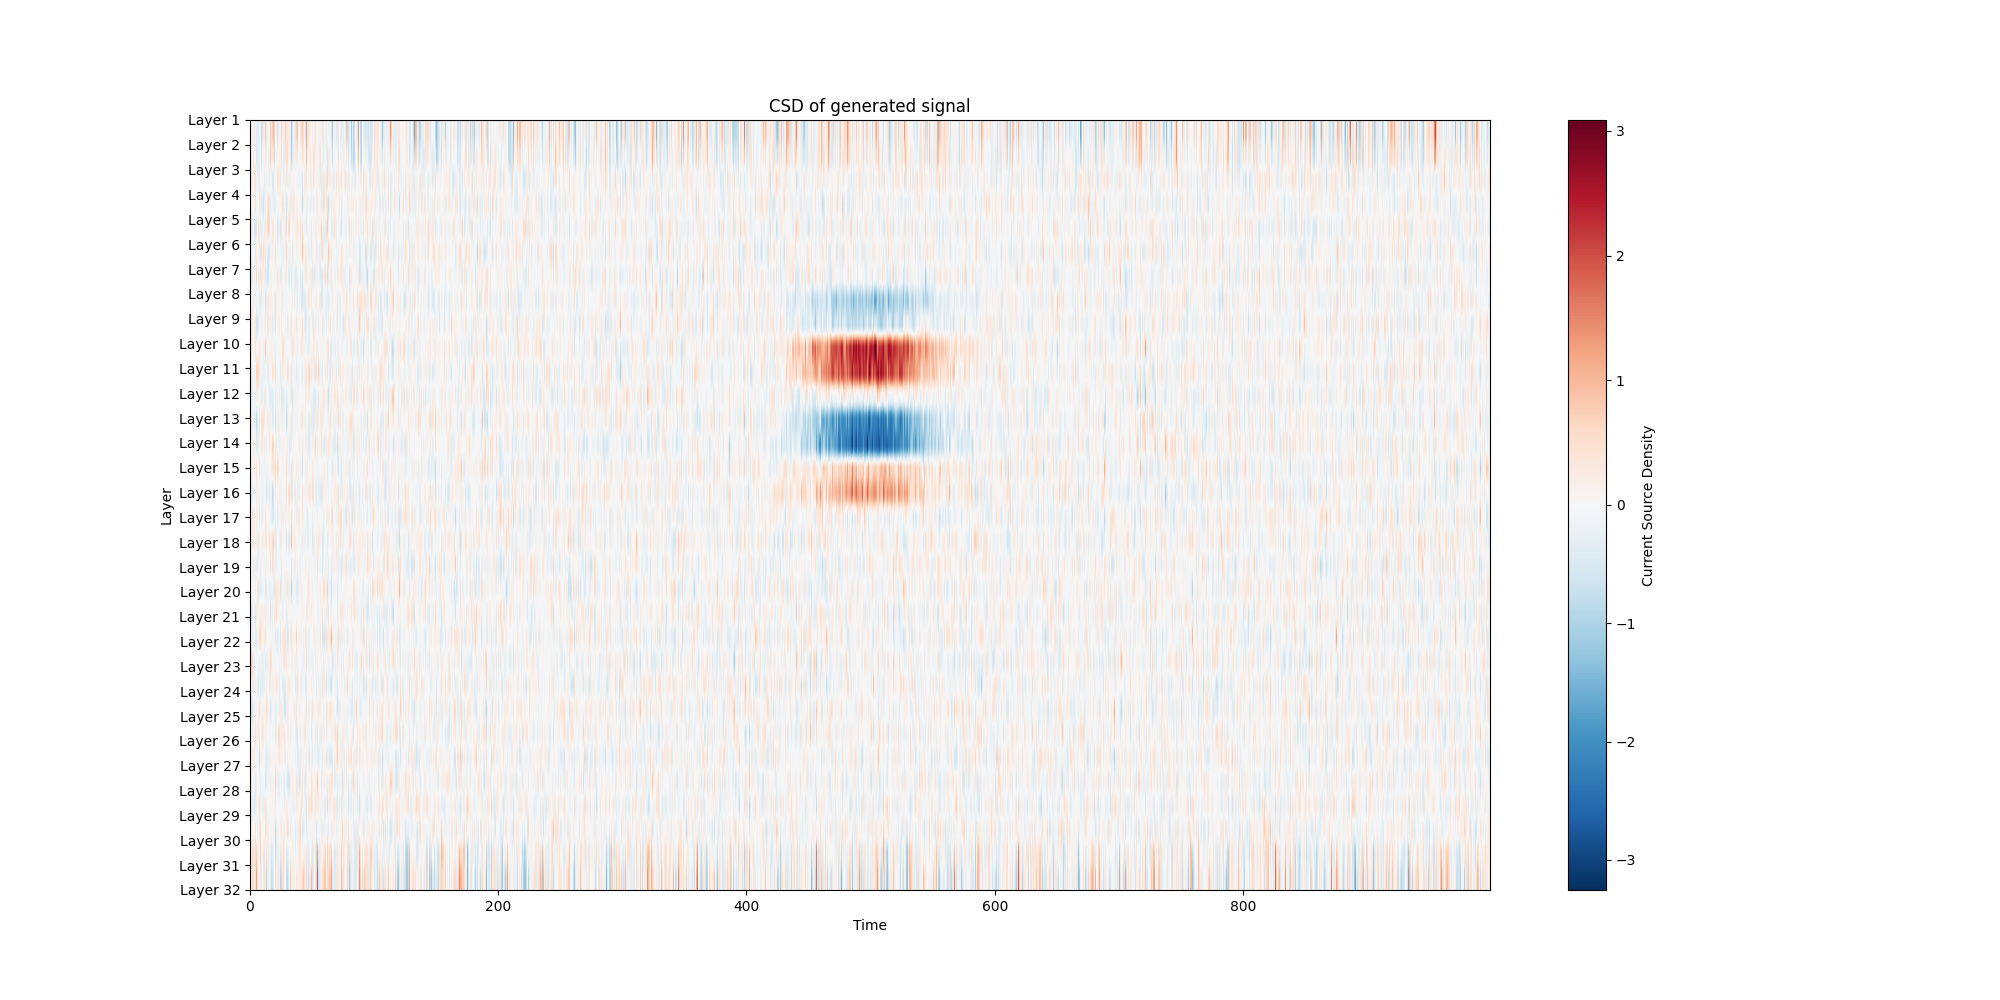 CSD of generated signal
Layer 1
Layer 2
Layer 3
Layer 4
Layer 5
Layer 6
Layer 7
Layer 8
Layer 9
Layer 10
Layer 11
Layer 12
Layer 13
Layer 14
Layer 15
Layer 16
Layer 17
Layer 18
Layer 19
Layer 20
Layer 21
Layer 22
Layer 23
Layer 24
Layer 25
Layer 26
Layer 27
Layer 28
Layer 29
Layer 30
Layer 31
Layer 32
Layer
0 200 400 600 800
Time
3
2
1
0
−1
−2
−3
Current Source Density